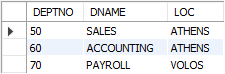 DEPTNO DNAME LOC
50 SALES ATHENS
60 ACCOUNTING ATHENS
70 PAYROLL VOLOS